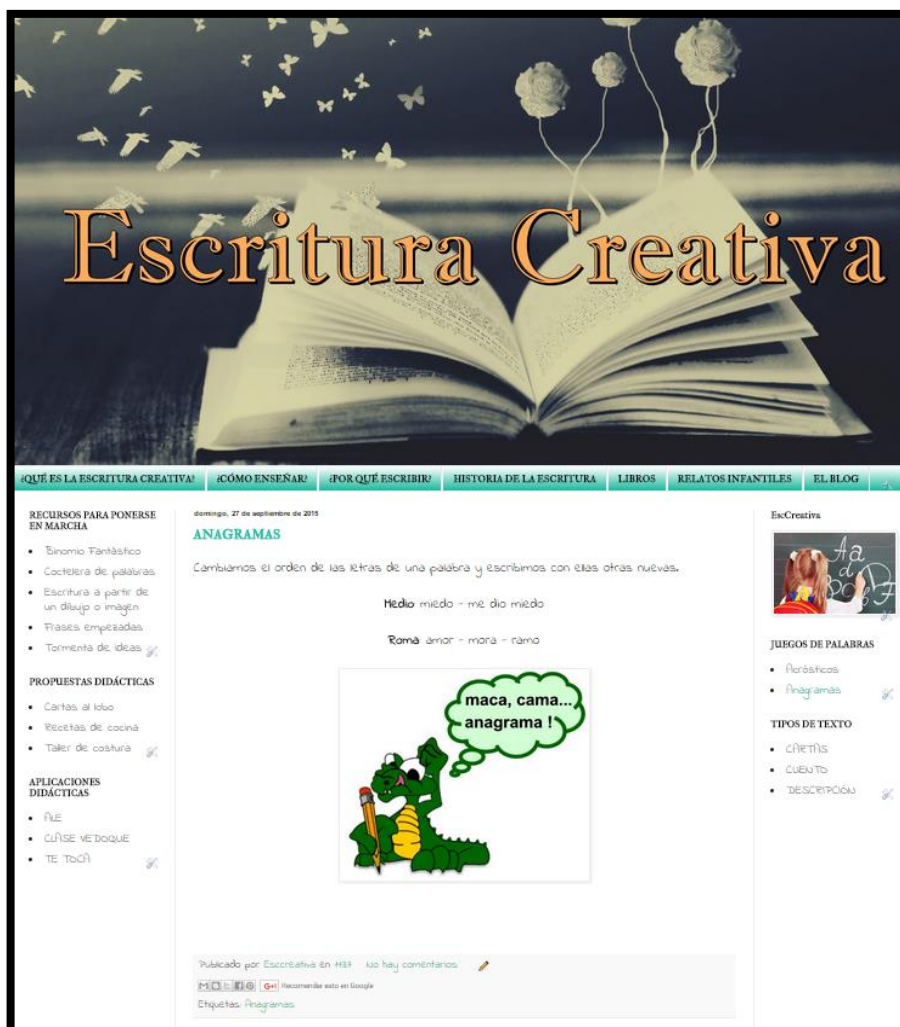 Escritura Creativa
¿QUÉ ES LA ESCRITURA CREATIVA? ¿CÓMO ENSEÑAR? ¿POR QUÉ ESCRIBIR? HISTORIA DE LA ESCRITURA LIBROS RELATOS INFANTILES EL BLOG
RECURSOS PARA PONERSE
EN MARCHA
Binomio Fantástico
Coctelera de palabras
Escritura a partir de
un dibujo o imagen
Frases empezadas
Tormenta de ideas
PROPUESTAS DIDÁCTICAS
Cartas al lobo
Recetas de cocina
Taller de costura
APLICACIONES
DIDÁCTICAS
ALE
CLASE VEDOQUE
TE TOCA
domingo, 27 de septiembre de 2015
ANAGRAMAS
Cambiamos el orden de las letras de una palabra y escribimos con ellas otras nuevas.
Medio miedo - me dio miedo
Roma amor - mora - ramo
maca, cama...
anagrama !
Publicado por Esccreativa en 11:37 No hay comentarios:
G+1 Recomendar esto en Google
Etiquetas: Anagramas
EscCreativa
Aa
JUEGOS DE PALABRAS
Acrósticos
Anagramas
TIPOS DE TEXTO
CARTAS
CUENTO
DESCRIPCIÓN